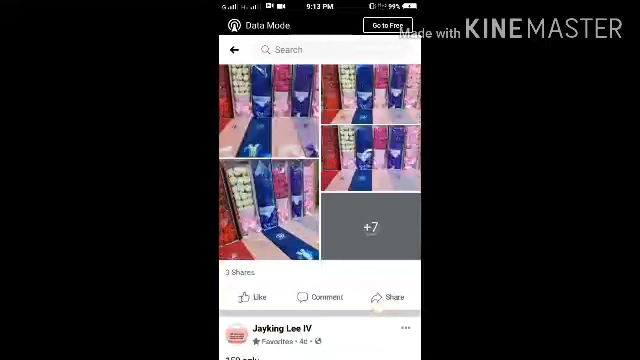 9:13 PM
99%
Data Mode
Go to Free
Made with KINEMASTER
Search
+7
3 Shares
Like
Comment
Share
Jayking Lee IV
Favorites • 4d •